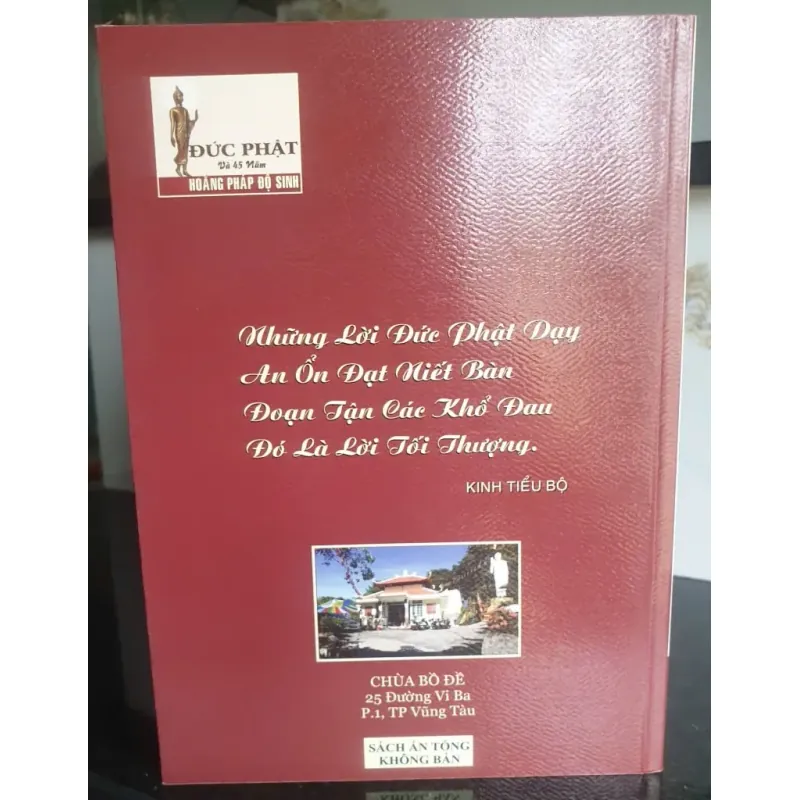 ĐỨC PHẬT
Và 45 Năm
HOẰNG PHÁP ĐỘ SINH
Những Lời Đức Phật Dạy
An Ổn Đạt Niết Bàn
Đoạn Tận Các Khổ Đau
Đó Là Lời Tối Thượng.
KINH TIỂU BỘ
CHÙA BỒ ĐỀ
25 Đường Vi Ba
P.1, TP Vũng Tàu
SÁCH ẤN TỐNG
KHÔNG BÁN